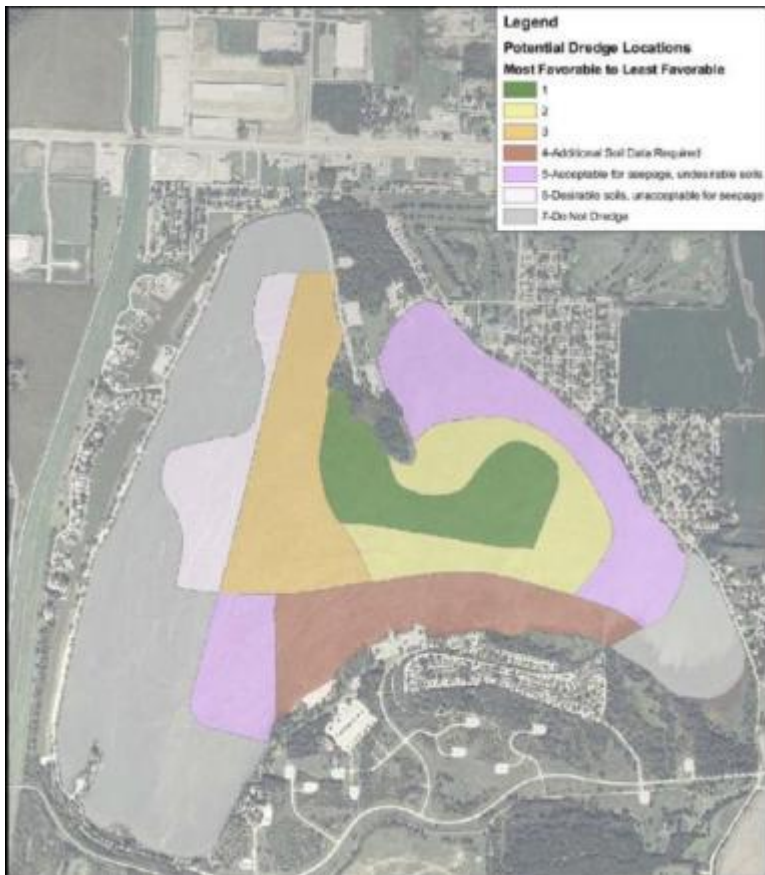 Legend
Potential Dredge Locations
Most Favorable to Least Favorable
1
2
3
4-Additional Soil Data Required
5-Acceptable for seepage, undesirable soils
6-Desirable soils, unacceptable for seepage
7-Do Not Dredge